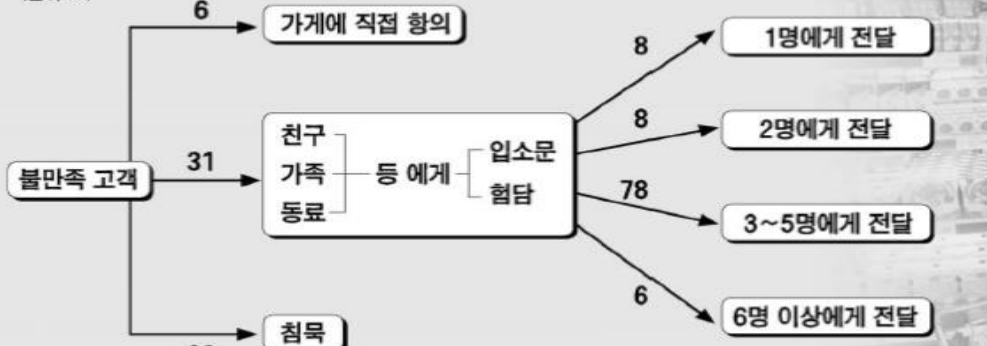 6
가게에 직접 항의
8
1명에게 전달
친구
가족
동료
등 에게
입소문
험담
8
2명에게 전달
불만족 고객
31
78
3~5명에게 전달
6
6명 이상에게 전달
침묵